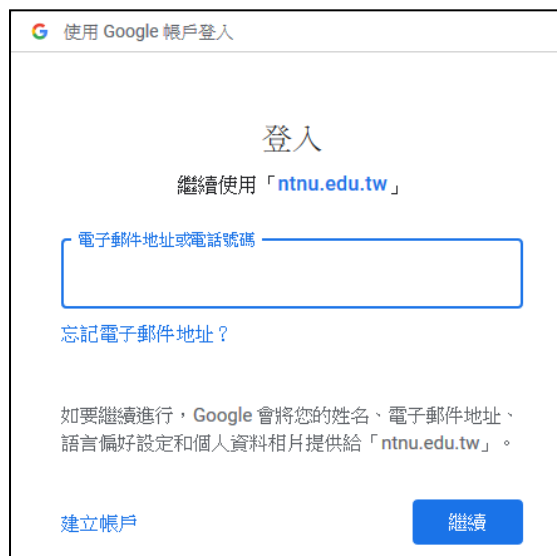 使用 Google 帳戶登入
登入
繼續使用「ntnu.edu.tw」
電子郵件地址或電話號碼
忘記電子郵件地址？
如要繼續進行，Google 會將您的姓名、電子郵件地址、
語言偏好設定和個人資料相片提供給「ntnu.edu.tw」。
建立帳戶
繼續